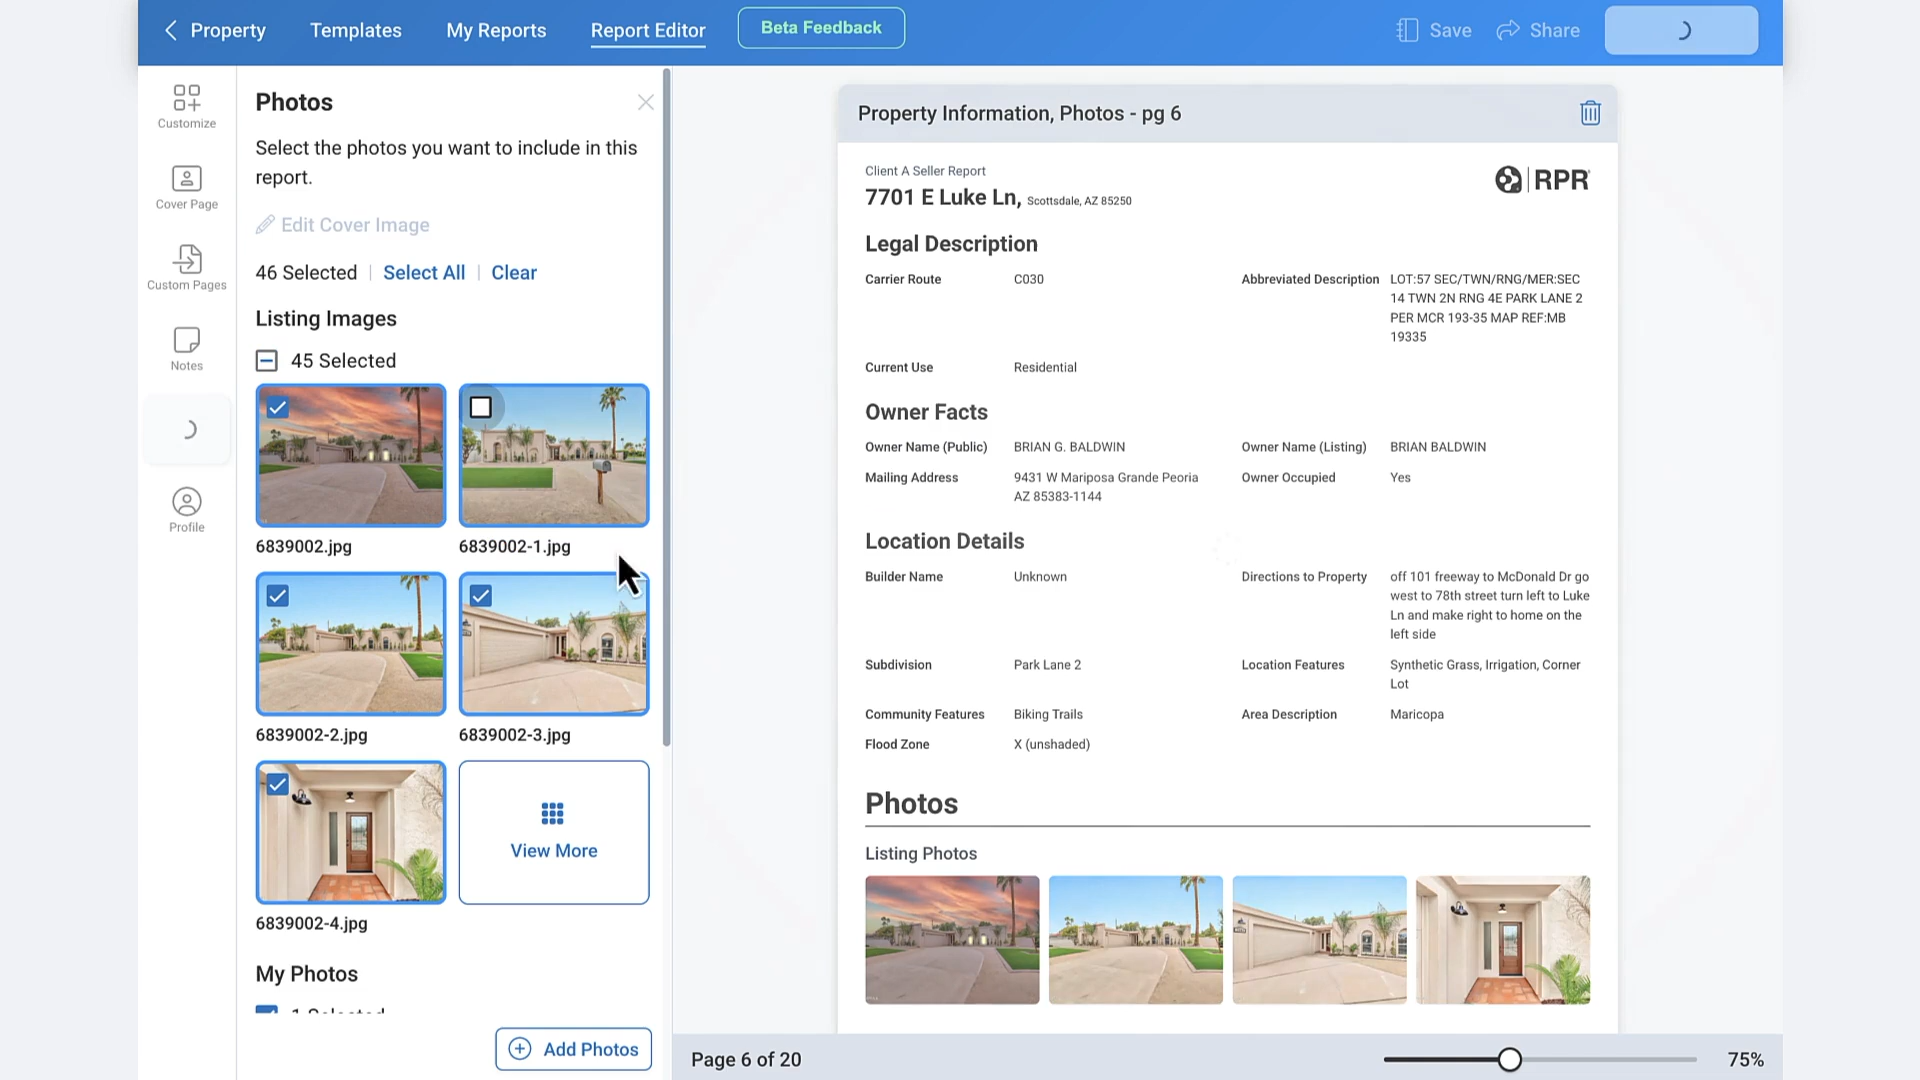 Property
Templates
My Reports
Report Editor
Beta Feedback
Save
Share
Customize
Cover Page
Custom Pages
Notes
Profile
Photos
Select the photos you want to include in this
report.
Edit Cover Image
46 Selected
Select All
Clear
Listing Images
45 Selected
6839002.jpg
6839002-1.jpg
6839002-2.jpg
6839002-3.jpg
View More
6839002-4.jpg
My Photos
1 Selected
Add Photos
Property Information, Photos - pg 6
Client A Seller Report
7701 E Luke Ln, Scottsdale, AZ 85250
RPR
Legal Description
Carrier Route C030
Abbreviated Description LOT:57 SEC/TWN/RNG/MER:SEC
14 TWN 2N RNG 4E PARK LANE 2
PER MCR 193-35 MAP REF:MB
19335
Current Use Residential
Owner Facts
Owner Name (Public) BRIAN G. BALDWIN
Owner Name (Listing) BRIAN BALDWIN
Mailing Address 9431 W Mariposa Grande Peoria
AZ 85383-1144
Owner Occupied Yes
Location Details
Builder Name Unknown
Directions to Property off 101 freeway to McDonald Dr go
west to 78th street turn left to Luke
Ln and make right to home on the
left side
Subdivision Park Lane 2
Location Features Synthetic Grass, Irrigation, Corner
Lot
Community Features Biking Trails
Area Description Maricopa
Flood Zone X (unshaded)
Photos
Listing Photos
Page 6 of 20
75%